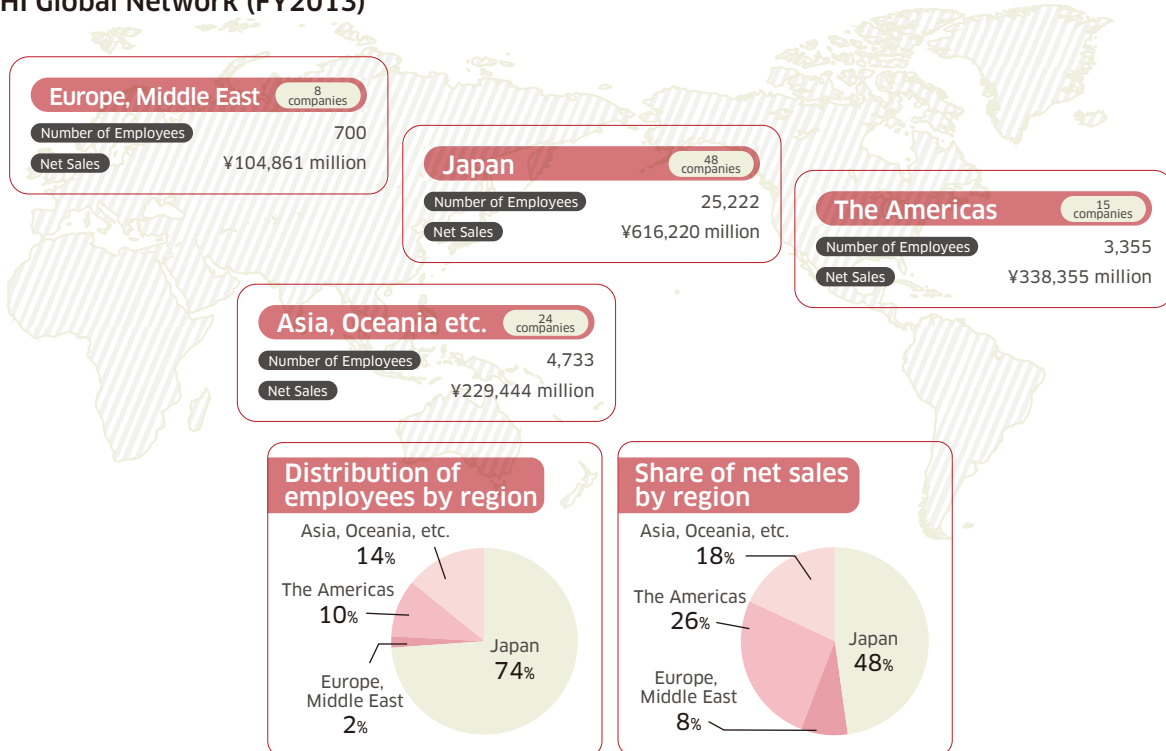 HI Global Network (FY2013)
Europe, Middle East
8
companies
Number of Employees 700
Net Sales ¥104,861 million
Japan
48
companies
Number of Employees 25,222
Net Sales ¥616,220 million
The Americas
15
companies
Number of Employees 3,355
Net Sales ¥338,355 million
Asia, Oceania etc.
24
companies
Number of Employees 4,733
Net Sales ¥229,444 million
Distribution of
employees by region
Asia, Oceania, etc.
14%
The Americas
10%
Japan
74%
Europe,
Middle East
2%
Share of net sales
by region
Asia, Oceania, etc.
18%
The Americas
26%
Japan
48%
Europe,
Middle East
8%